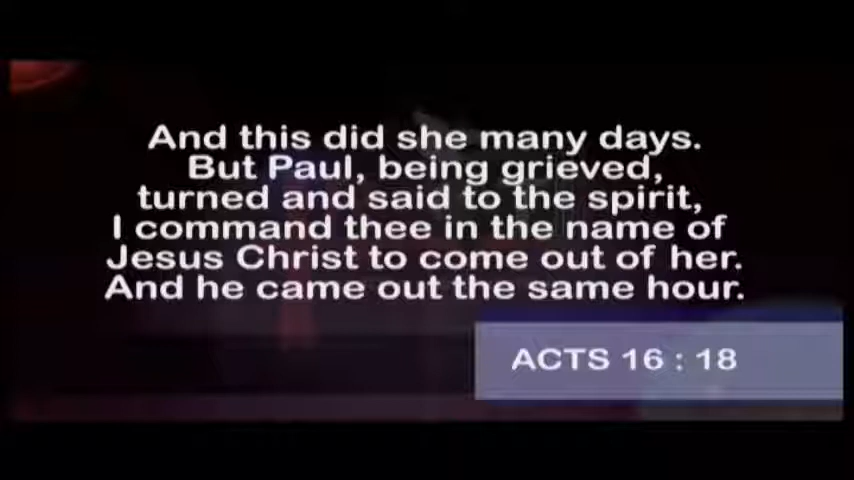 And this did she many days.
But Paul, being grieved,
turned and said to the spirit,
I command thee in the name of
Jesus Christ to come out of her.
And he came out the same hour.
ACTS 16 : 18